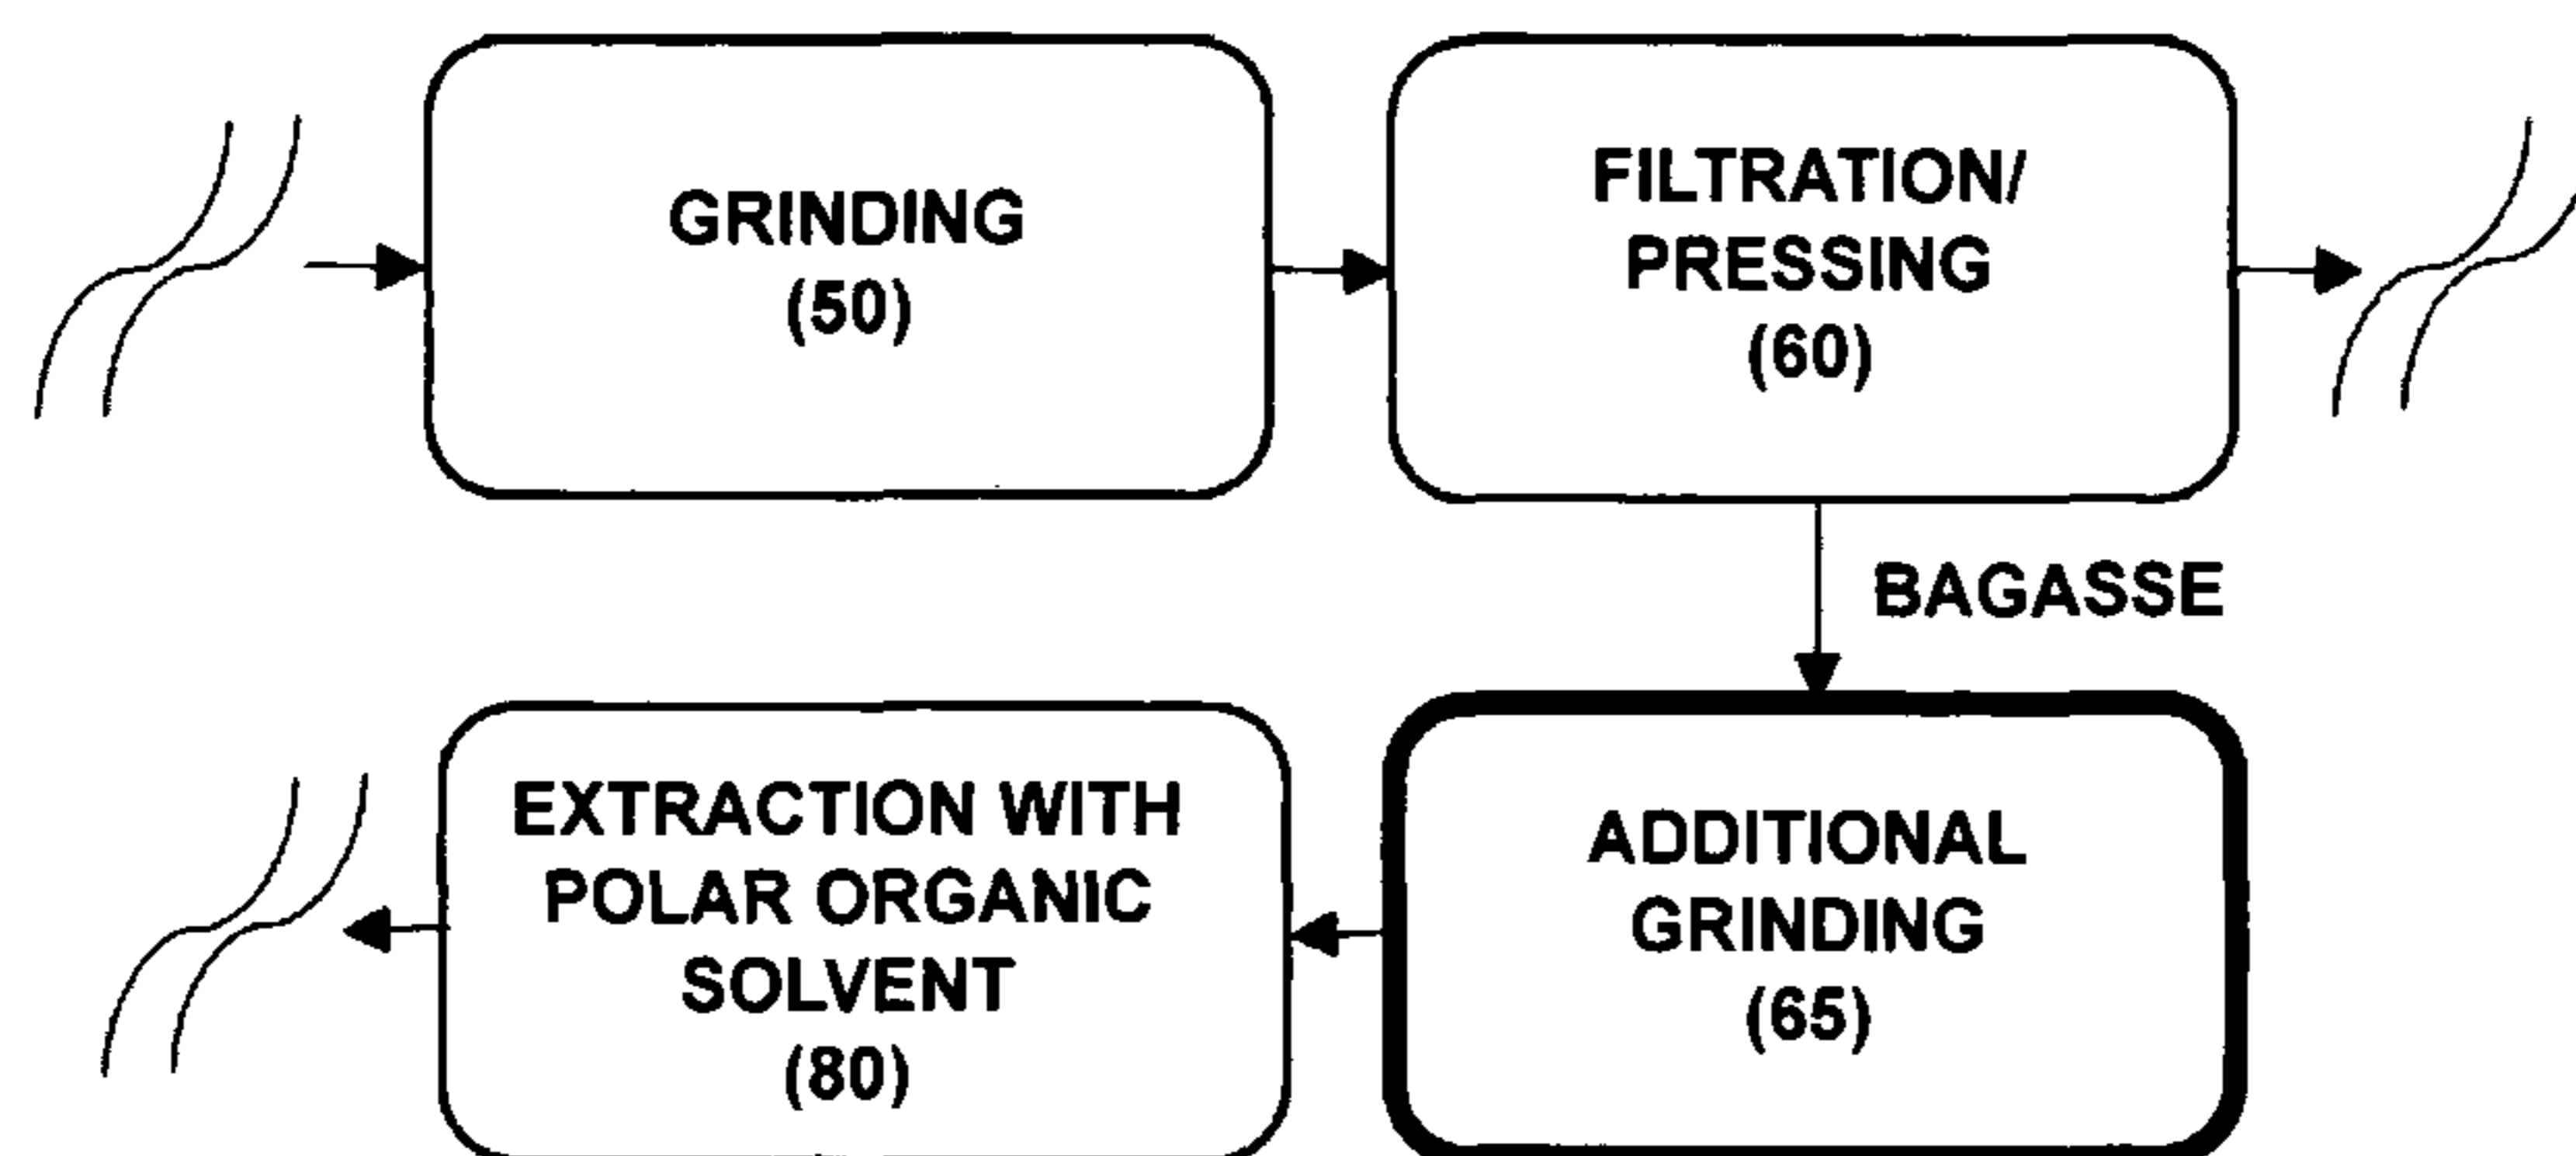 GRINDING
(50)
FILTRATION/
PRESSING
(60)
BAGASSE
EXTRACTION WITH
POLAR ORGANIC
SOLVENT
(80)
ADDITIONAL
GRINDING
(65)